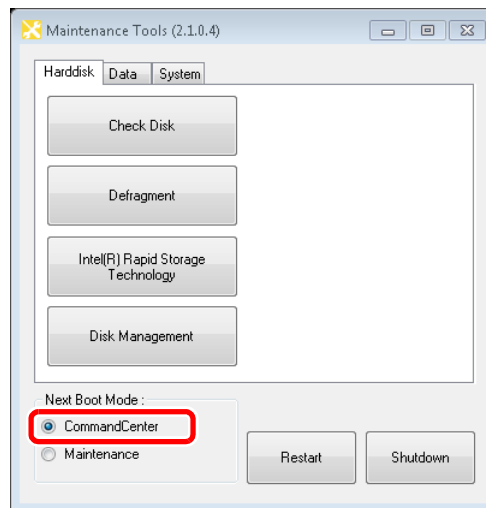 Maintenance Tools (2.1.0.4)
Harddisk Data System
Check Disk
Defragment
Intel(R) Rapid Storage
Technology
Disk Management
Next Boot Mode :
CommandCenter
Maintenance
Restart Shutdown